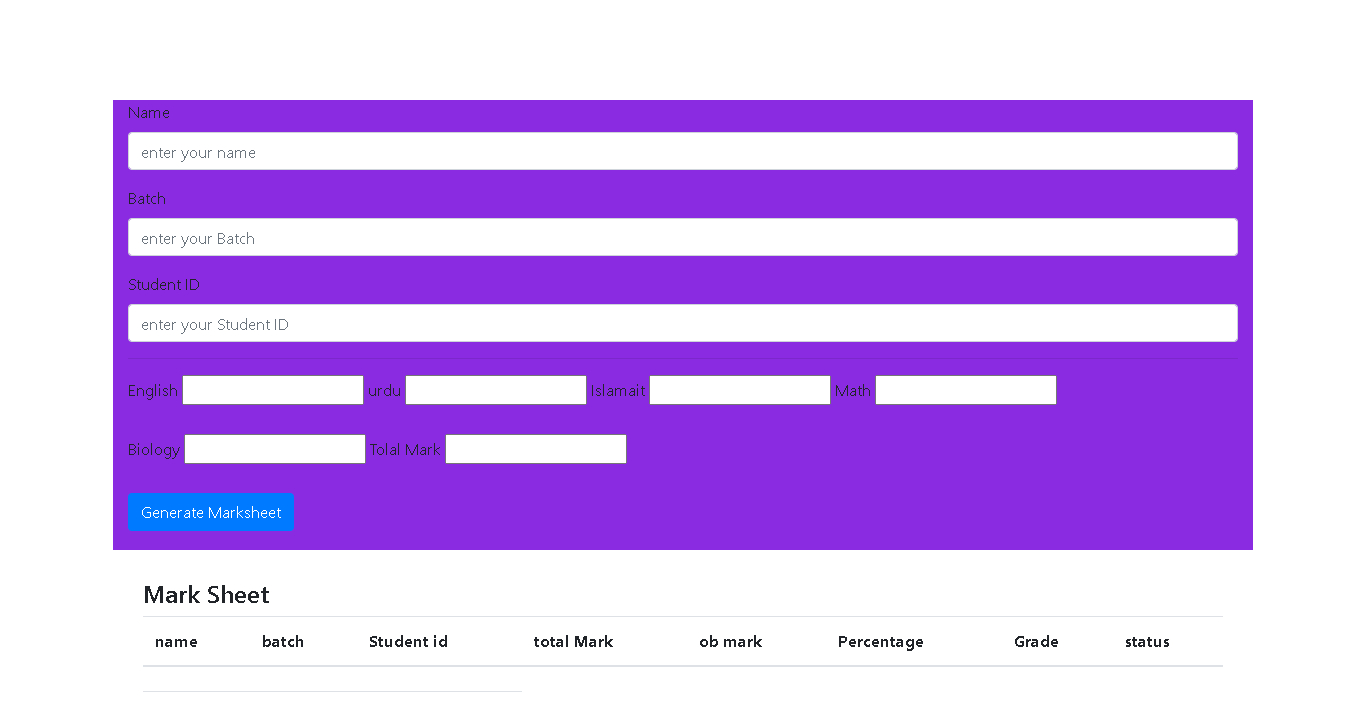 Name
enter your name
Batch
enter your Batch
Student ID
enter your Student ID
English urdu Islamait Math
Biology Tolal Mark
Generate Marksheet
Mark Sheet
name batch Student id total Mark ob mark Percentage Grade status